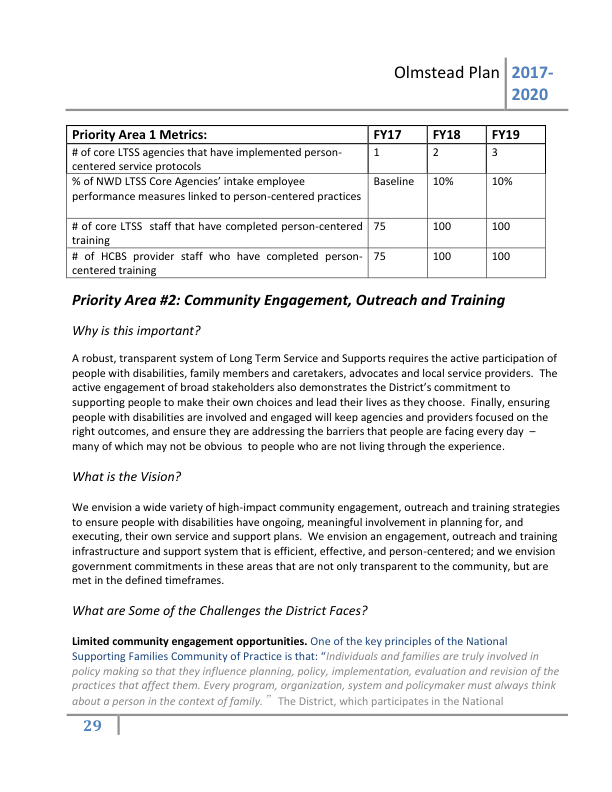 Olmstead Plan 2017-
2020
Priority Area 1 Metrics: FY17 FY18 FY19
# of core LTSS agencies that have implemented person-
centered service protocols 1 2 3
% of NWD LTSS Core Agencies’ intake employee
performance measures linked to person-centered practices Baseline 10% 10%
# of core LTSS staff that have completed person-centered
training 75 100 100
# of HCBS provider staff who have completed person-
centered training 75 100 100
Priority Area #2: Community Engagement, Outreach and Training
Why is this important?
A robust, transparent system of Long Term Service and Supports requires the active participation of
people with disabilities, family members and caretakers, advocates and local service providers. The
active engagement of broad stakeholders also demonstrates the District’s commitment to
supporting people to make their own choices and lead their lives as they choose. Finally, ensuring
people with disabilities are involved and engaged will keep agencies and providers focused on the
right outcomes, and ensure they are addressing the barriers that people are facing every day –
many of which may not be obvious to people who are not living through the experience.
What is the Vision?
We envision a wide variety of high-impact community engagement, outreach and training strategies
to ensure people with disabilities have ongoing, meaningful involvement in planning for, and
executing, their own service and support plans. We envision an engagement, outreach and training
infrastructure and support system that is efficient, effective, and person-centered; and we envision
government commitments in these areas that are not only transparent to the community, but are
met in the defined timeframes.
What are Some of the Challenges the District Faces?
Limited community engagement opportunities. One of the key principles of the National
Supporting Families Community of Practice is that: “Individuals and families are truly involved in
policy making so that they influence planning, policy, implementation, evaluation and revision of the
practices that affect them. Every program, organization, system and policymaker must always think
about a person in the context of family. ” The District, which participates in the National
29